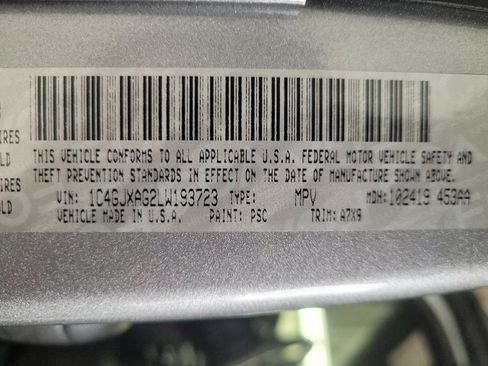 IRES
THIS VEHICLE CONFORMS TO ALL APPLICABLE U.S.A. FEDERAL MOTOR VEHICLE SAFETY AND
LD
THEFT PREVENTION STANDARDS IN EFFECT ON THE DATE OF MANUFACTURE SHOWN ABOVE.
VIN: 1C4GJXAG2LW193723 TYPE: MPV MDH: 102419 453AA
OLD
VEHICLE MADE IN U.S.A. PAINT: PSC TRIM: A7X9